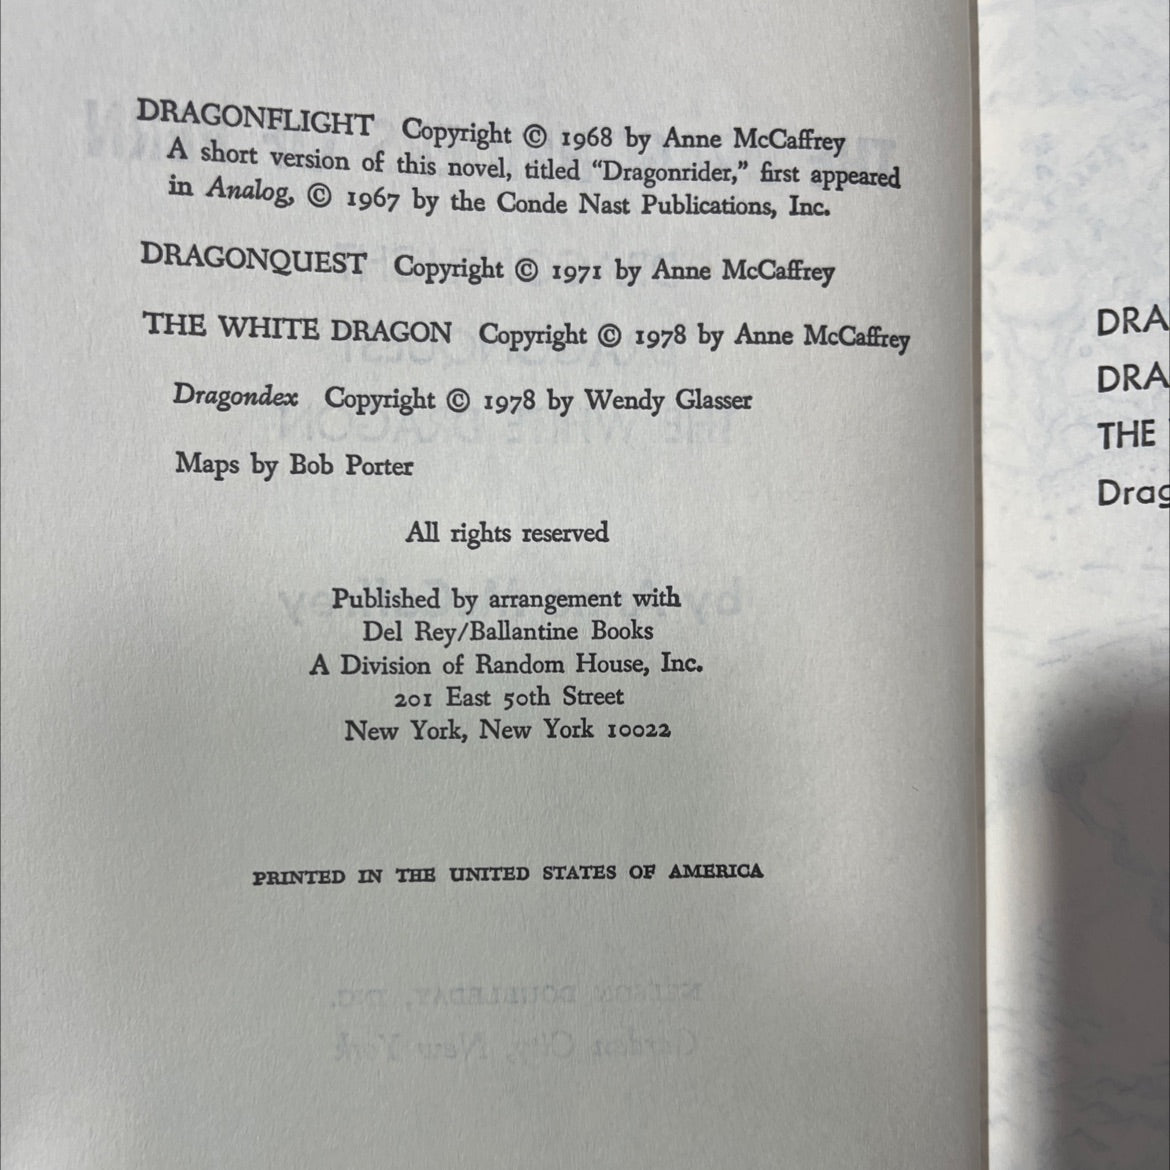 DRAGONFLIGHT Copyright © 1968 by Anne McCaffrey
A short version of this novel, titled “Dragonrider,” first appeared
in Analog, © 1967 by the Conde Nast Publications, Inc.
DRAGONQUEST Copyright © 1971 by Anne McCaffrey
THE WHITE DRAGON Copyright © 1978 by Anne McCaffrey
Dragondex Copyright © 1978 by Wendy Glasser
Maps by Bob Porter
All rights reserved
Published by arrangement with
Del Rey/Ballantine Books
A Division of Random House, Inc.
201 East 50th Street
New York, New York 10022
PRINTED IN THE UNITED STATES OF AMERICA
DRA
DRA
THE
Drag